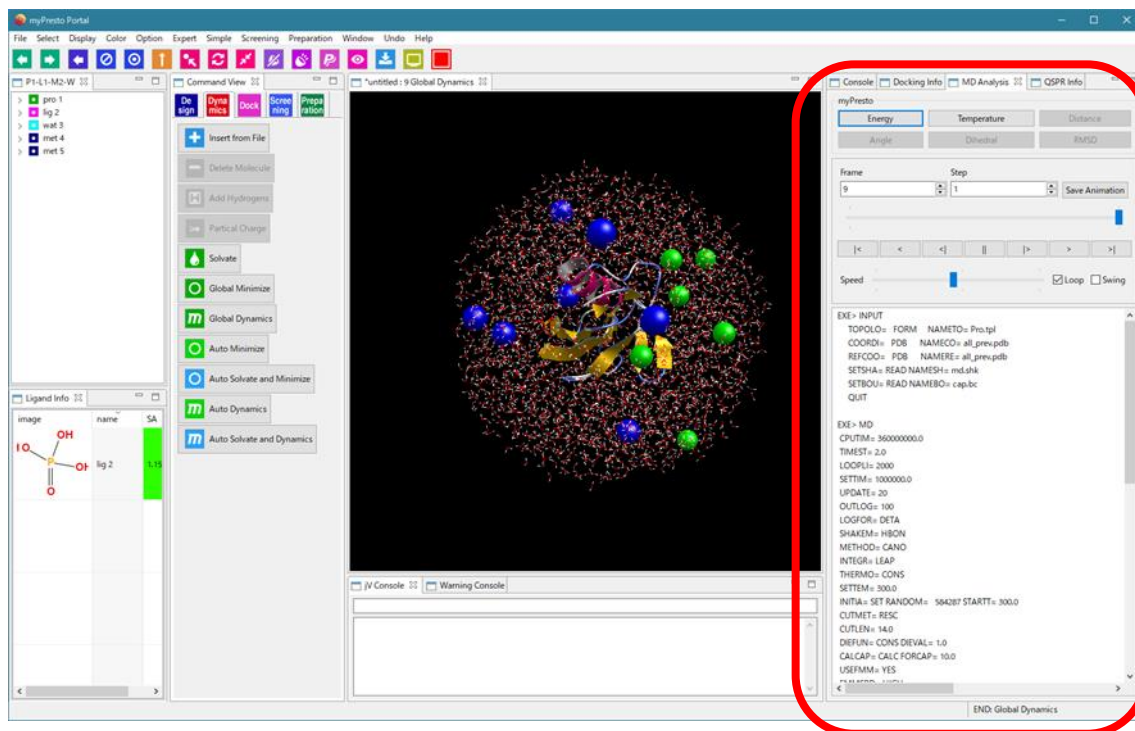 myPresto Portal
File Select Display Color Option Expert Simple Screening Preparation Window Undo Help
P1-L1-M2-W
pro 1
lig 2
wat 3
met 4
met 5
Ligand Info
image name SA
OH
OH
P
O
lig 2
1.15
Command View
De sign
Dyna mics
Dock
Scree ning
Prepa ration
Insert from File
Delete Molecule
Add Hydrogens
Partical Charge
Solvate
Global Minimize
Global Dynamics
Auto Minimize
Auto Solvate and Minimize
Auto Dynamics
Auto Solvate and Dynamics
*untitled : 9 Global Dynamics
jV Console Warning Console
Console Docking Info MD Analysis QSPR Info
myPresto
Energy Temperature Distance
Angle Dihedral RMSD
Frame Step
9 1 Save Animation
|< < <| || |> > >|
Speed Loop Swing
EXE> INPUT
TOPOLO= FORM NAMETO= Pro.tpl
COORDI= PDB NAMECO= all_prev.pdb
REFCOO= PDB NAMERE= all_prev.pdb
SETSHA= READ NAMESH= md.shk
SETBOU= READ NAMEBO= cap.bc
QUIT
EXE> MD
CPUTIM= 360000000.0
TIMEST= 2.0
LOOPLI= 2000
SETTIM= 1000000.0
UPDATE= 20
OUTLOG= 100
LOGFOR= DETA
SHAKEM= HBON
METHOD= CANO
INTEGR= LEAP
THERMO= CONS
SETTEM= 300.0
INITIA= SET RANDOM= 584287 STARTT= 300.0
CUTMET= RESC
CUTLEN= 14.0
DIEFUN= CONS DIEVAL= 1.0
CALCAP= CALC FORCAP= 10.0
USEFMM= YES
END: Global Dynamics